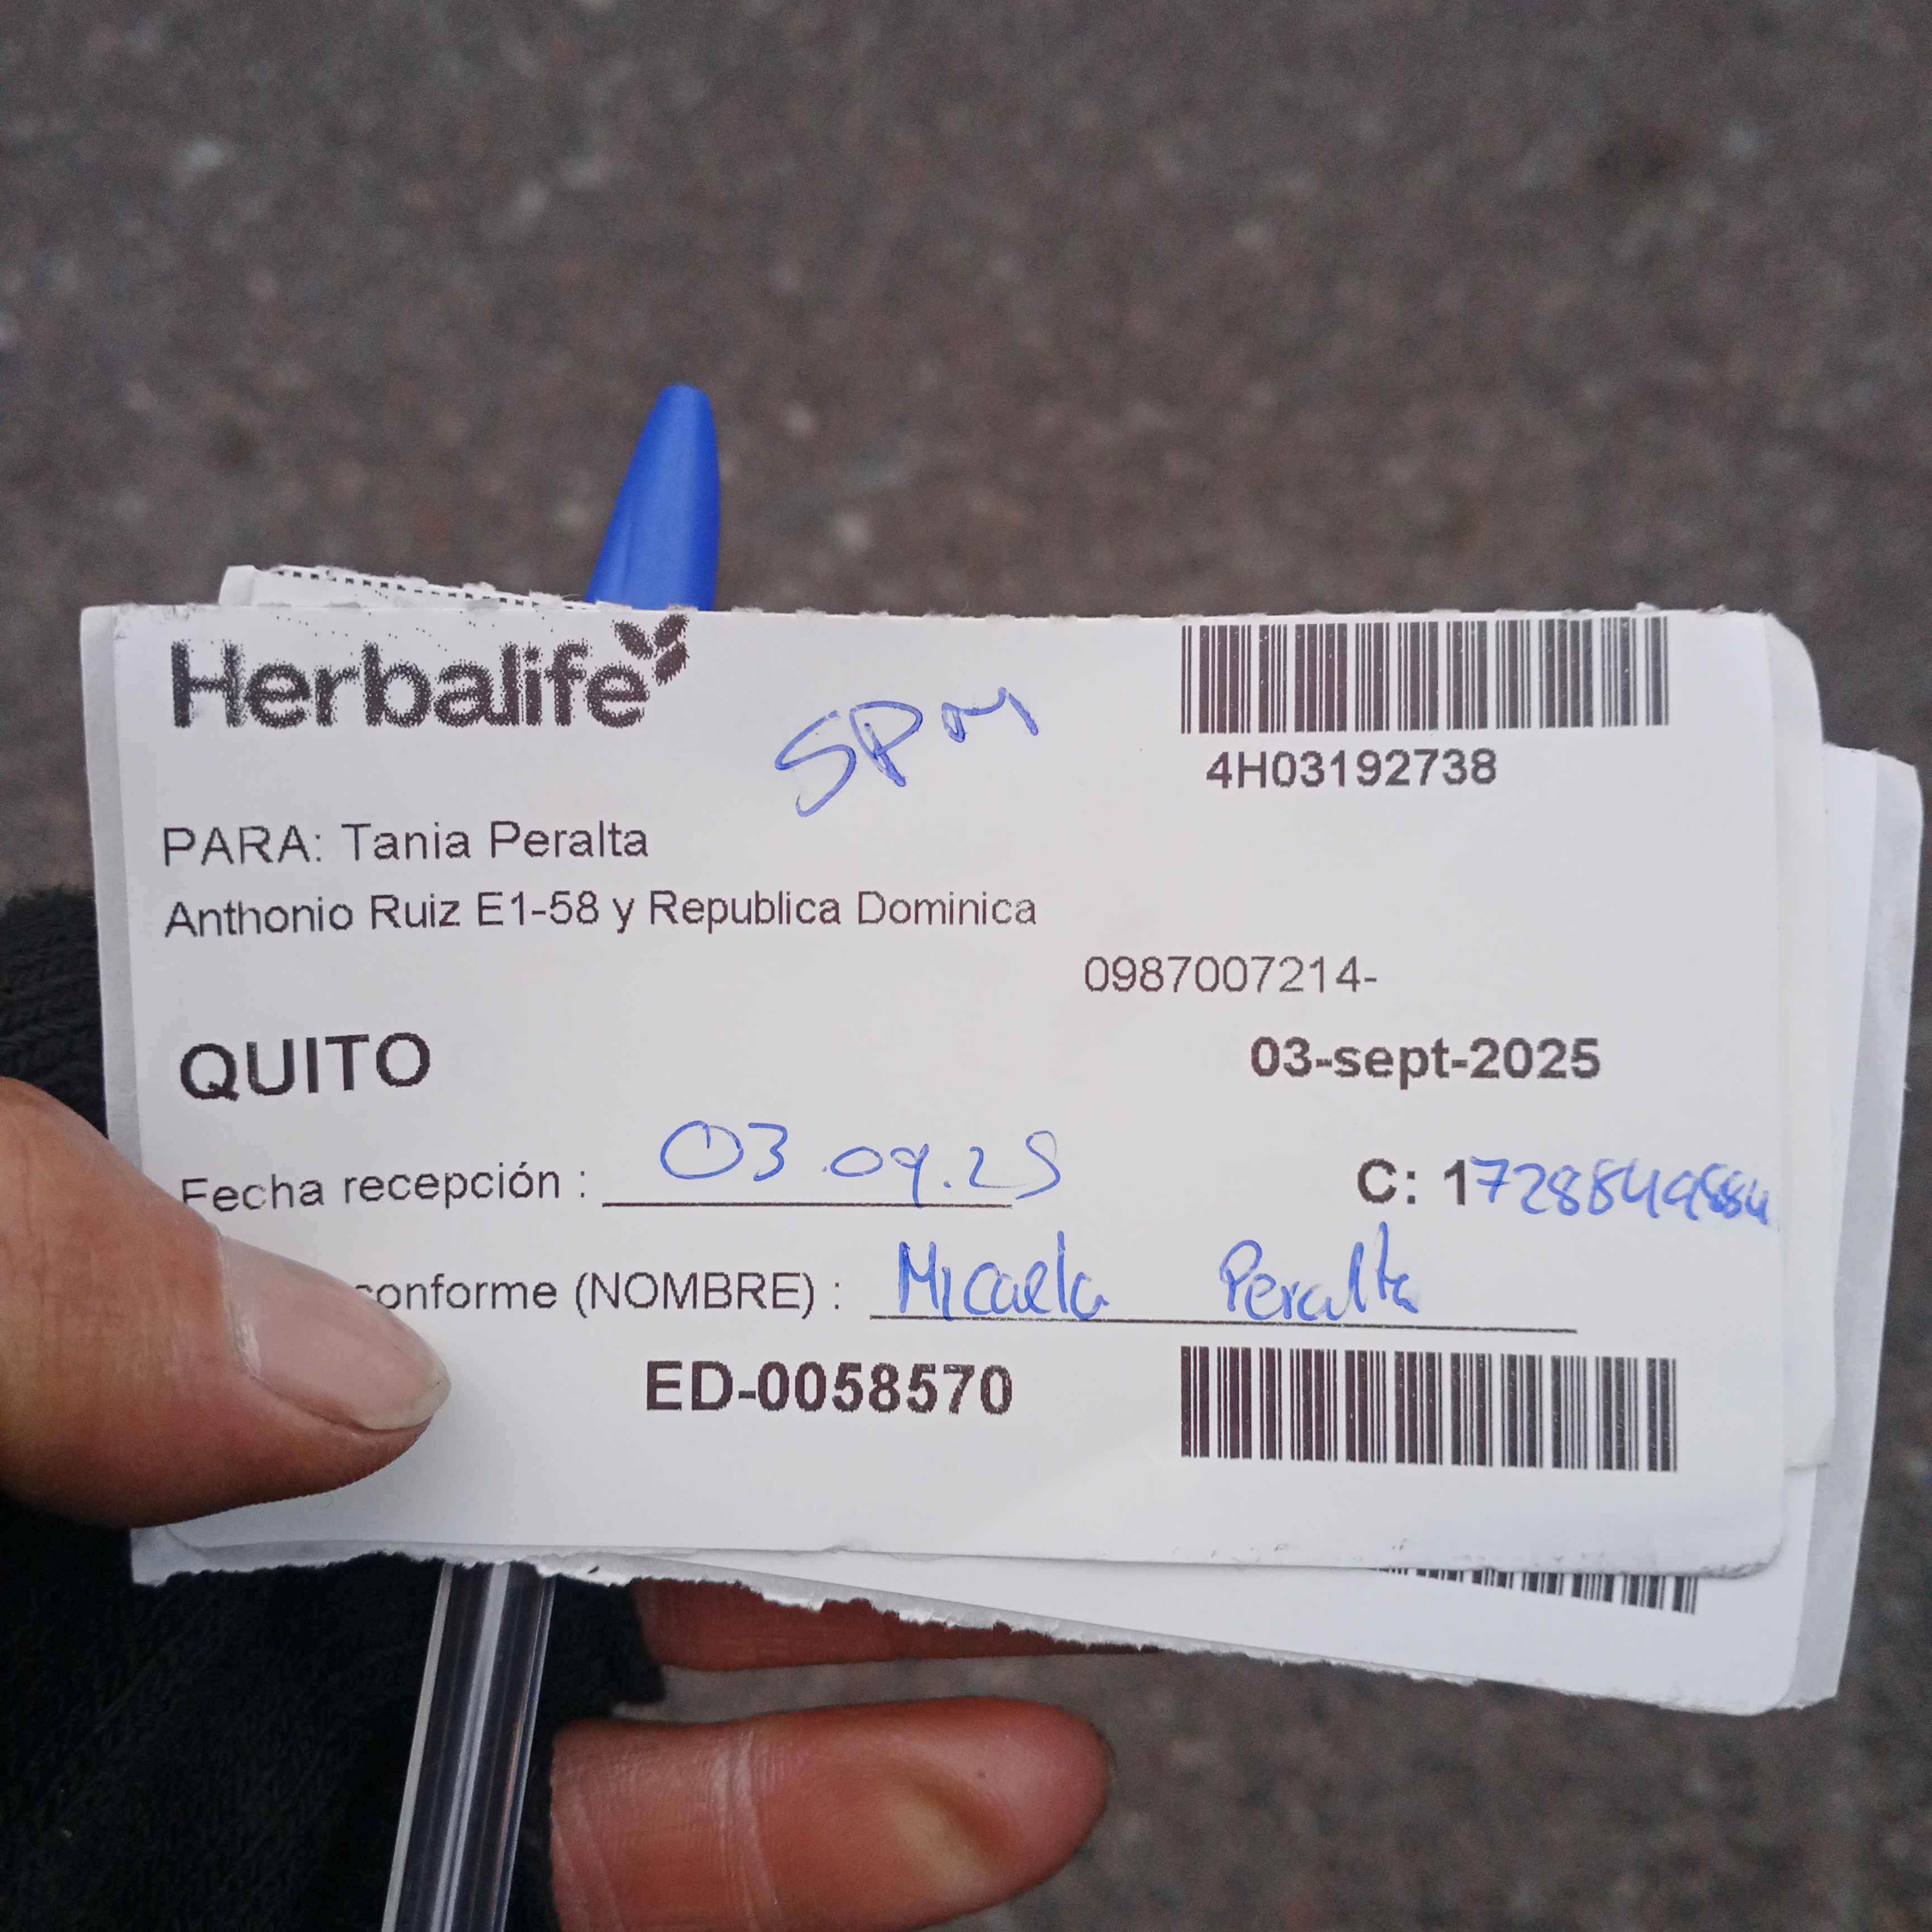 Herbalife
SPM
4H03192738
PARA: Tania Peralta
Anthonio Ruiz E1-58 y Republica Dominica
0987007214-
QUITO
03-sept-2025
Fecha recepción : 03.09.25
C: 1728849884
conforme (NOMBRE) : Micaela Peralta
ED-0058570